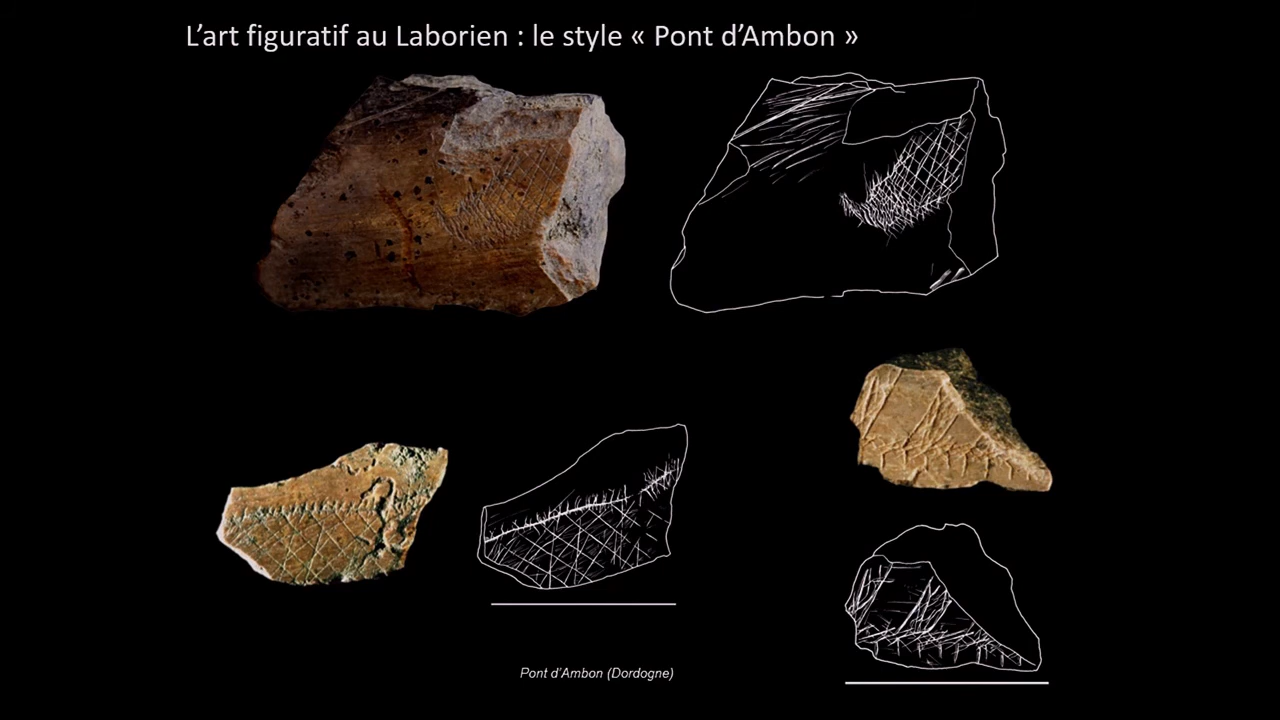 L’art figuratif au Laborien : le style « Pont d’Ambon »
Pont d’Ambon (Dordogne)